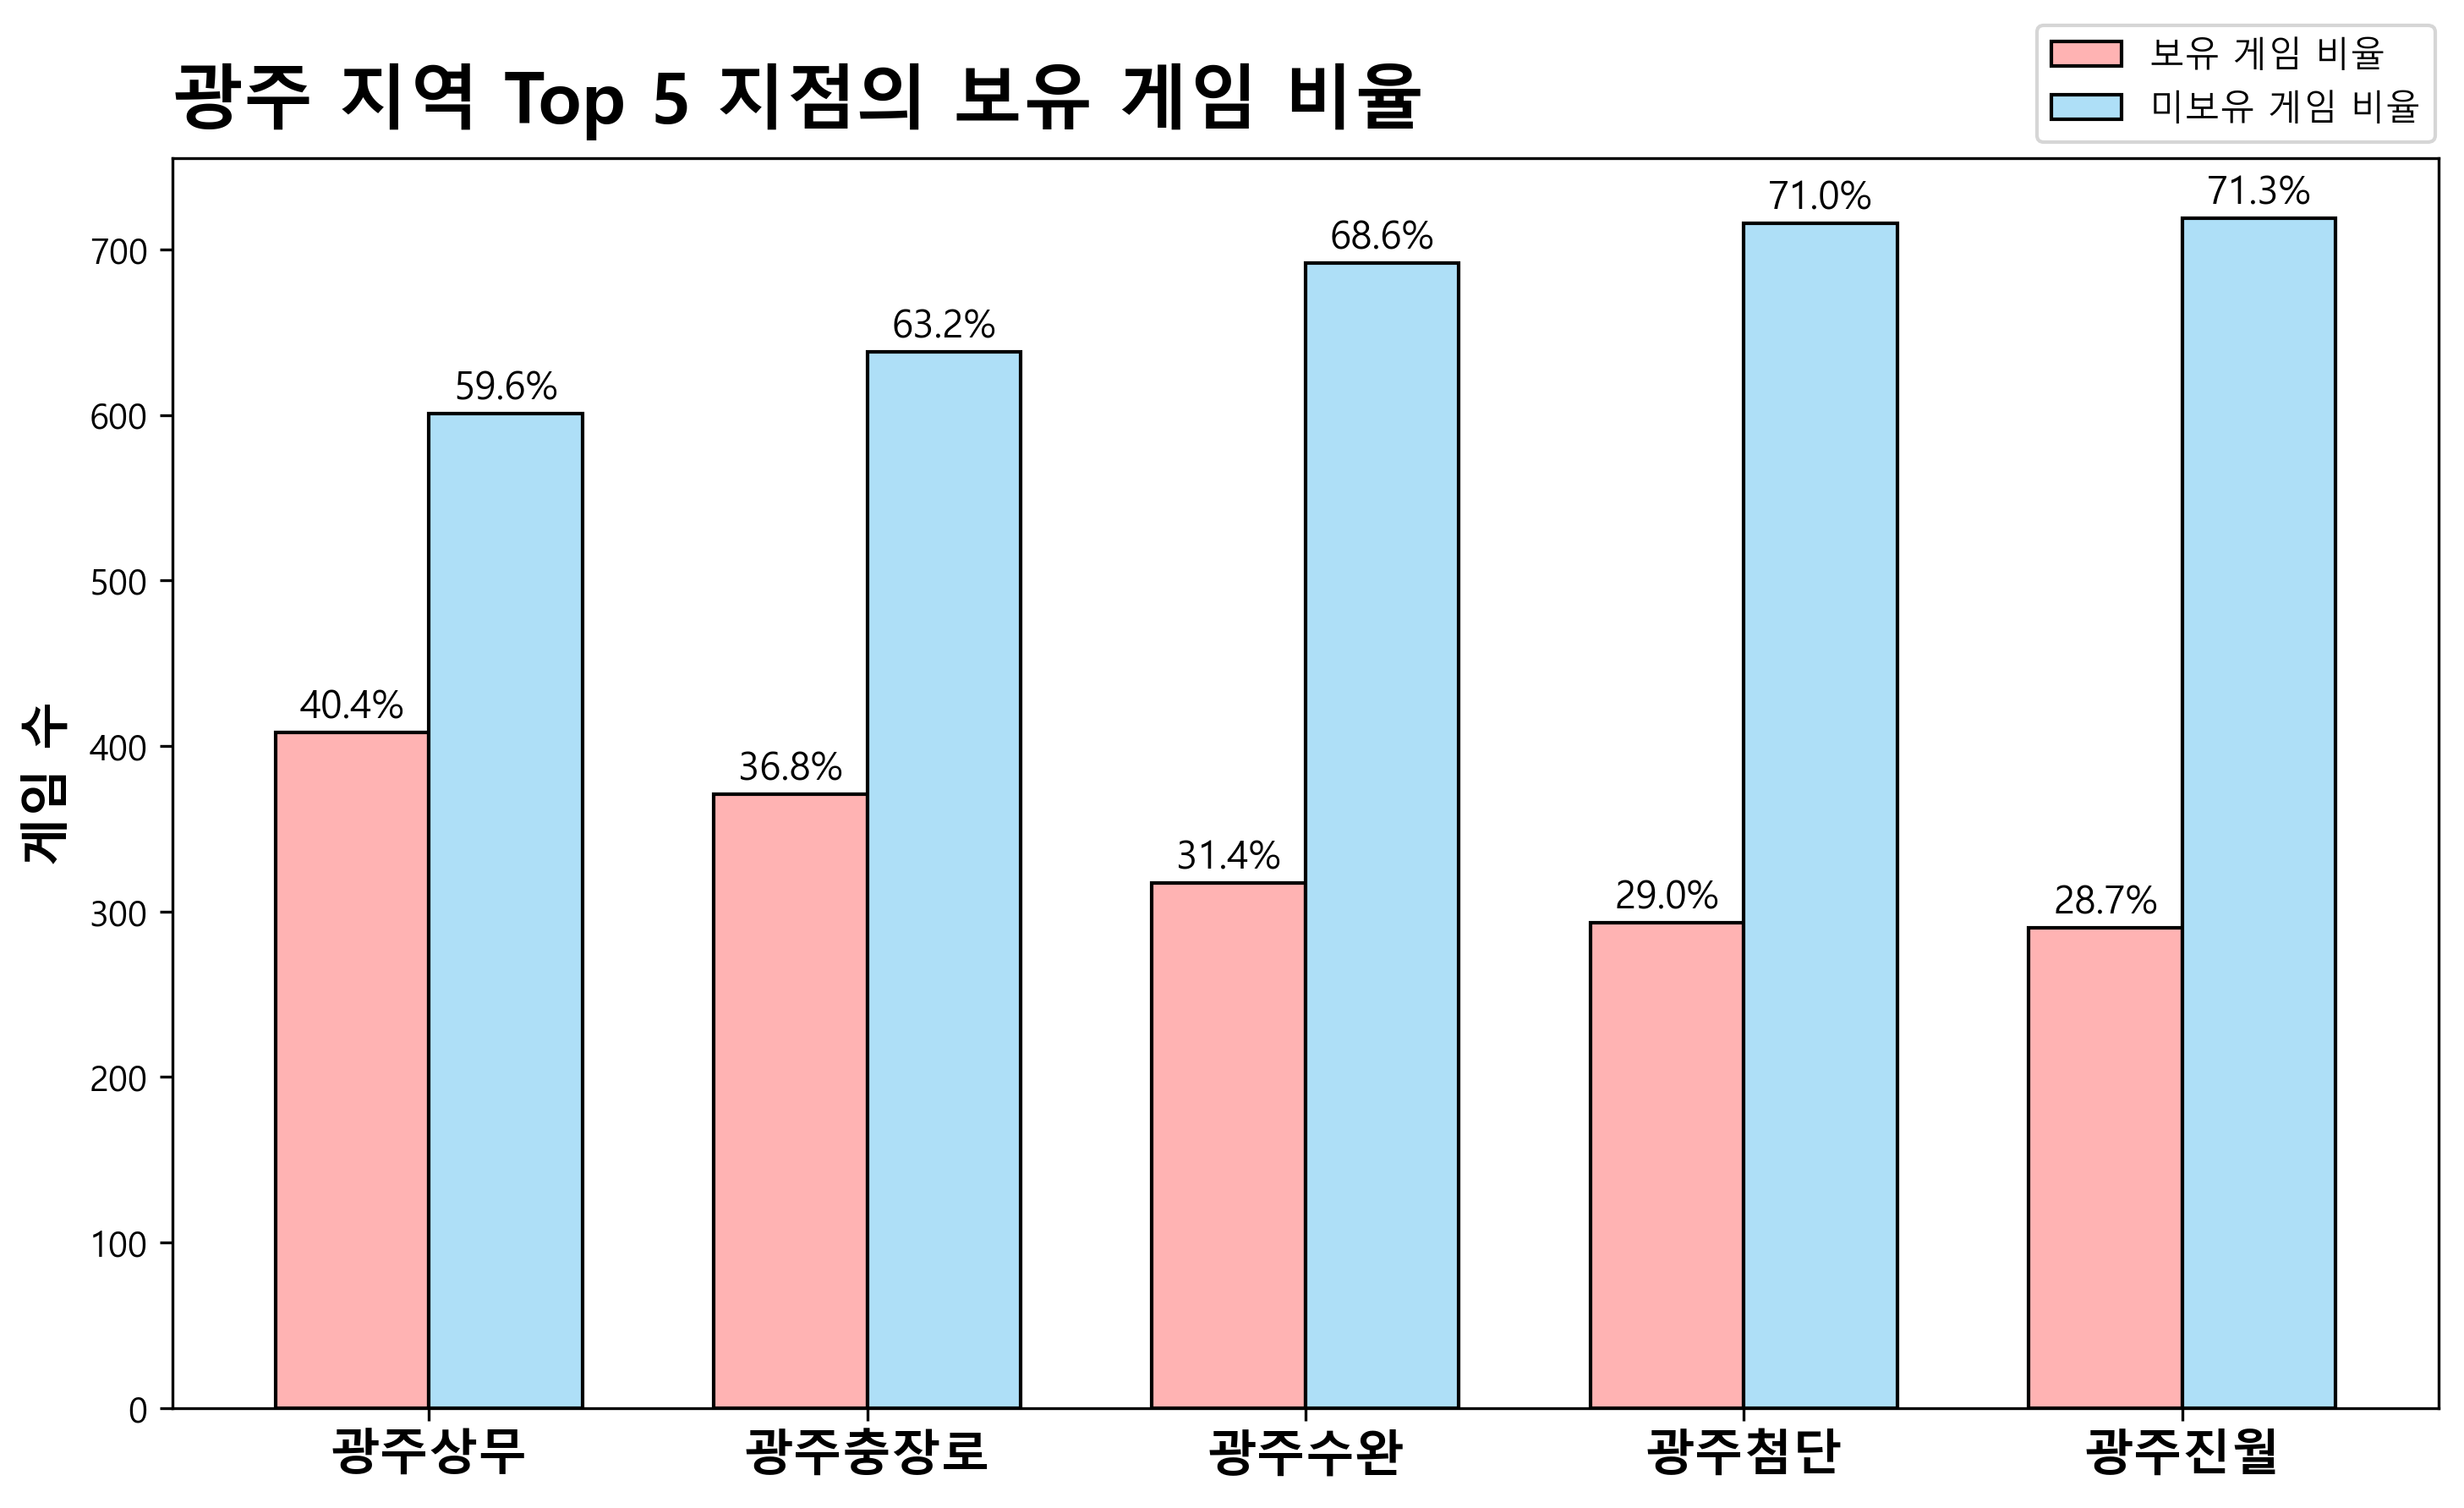 광주 지역 Top 5 지점의 보유 게임 비율
보유 게임 비율
미보유 게임 비율
게임 수
700
600
500
400
300
200
100
0
40.4%
59.6%
36.8%
63.2%
31.4%
68.6%
29.0%
71.0%
28.7%
71.3%
광주상무
광주충장로
광주수완
광주첨단
광주진월